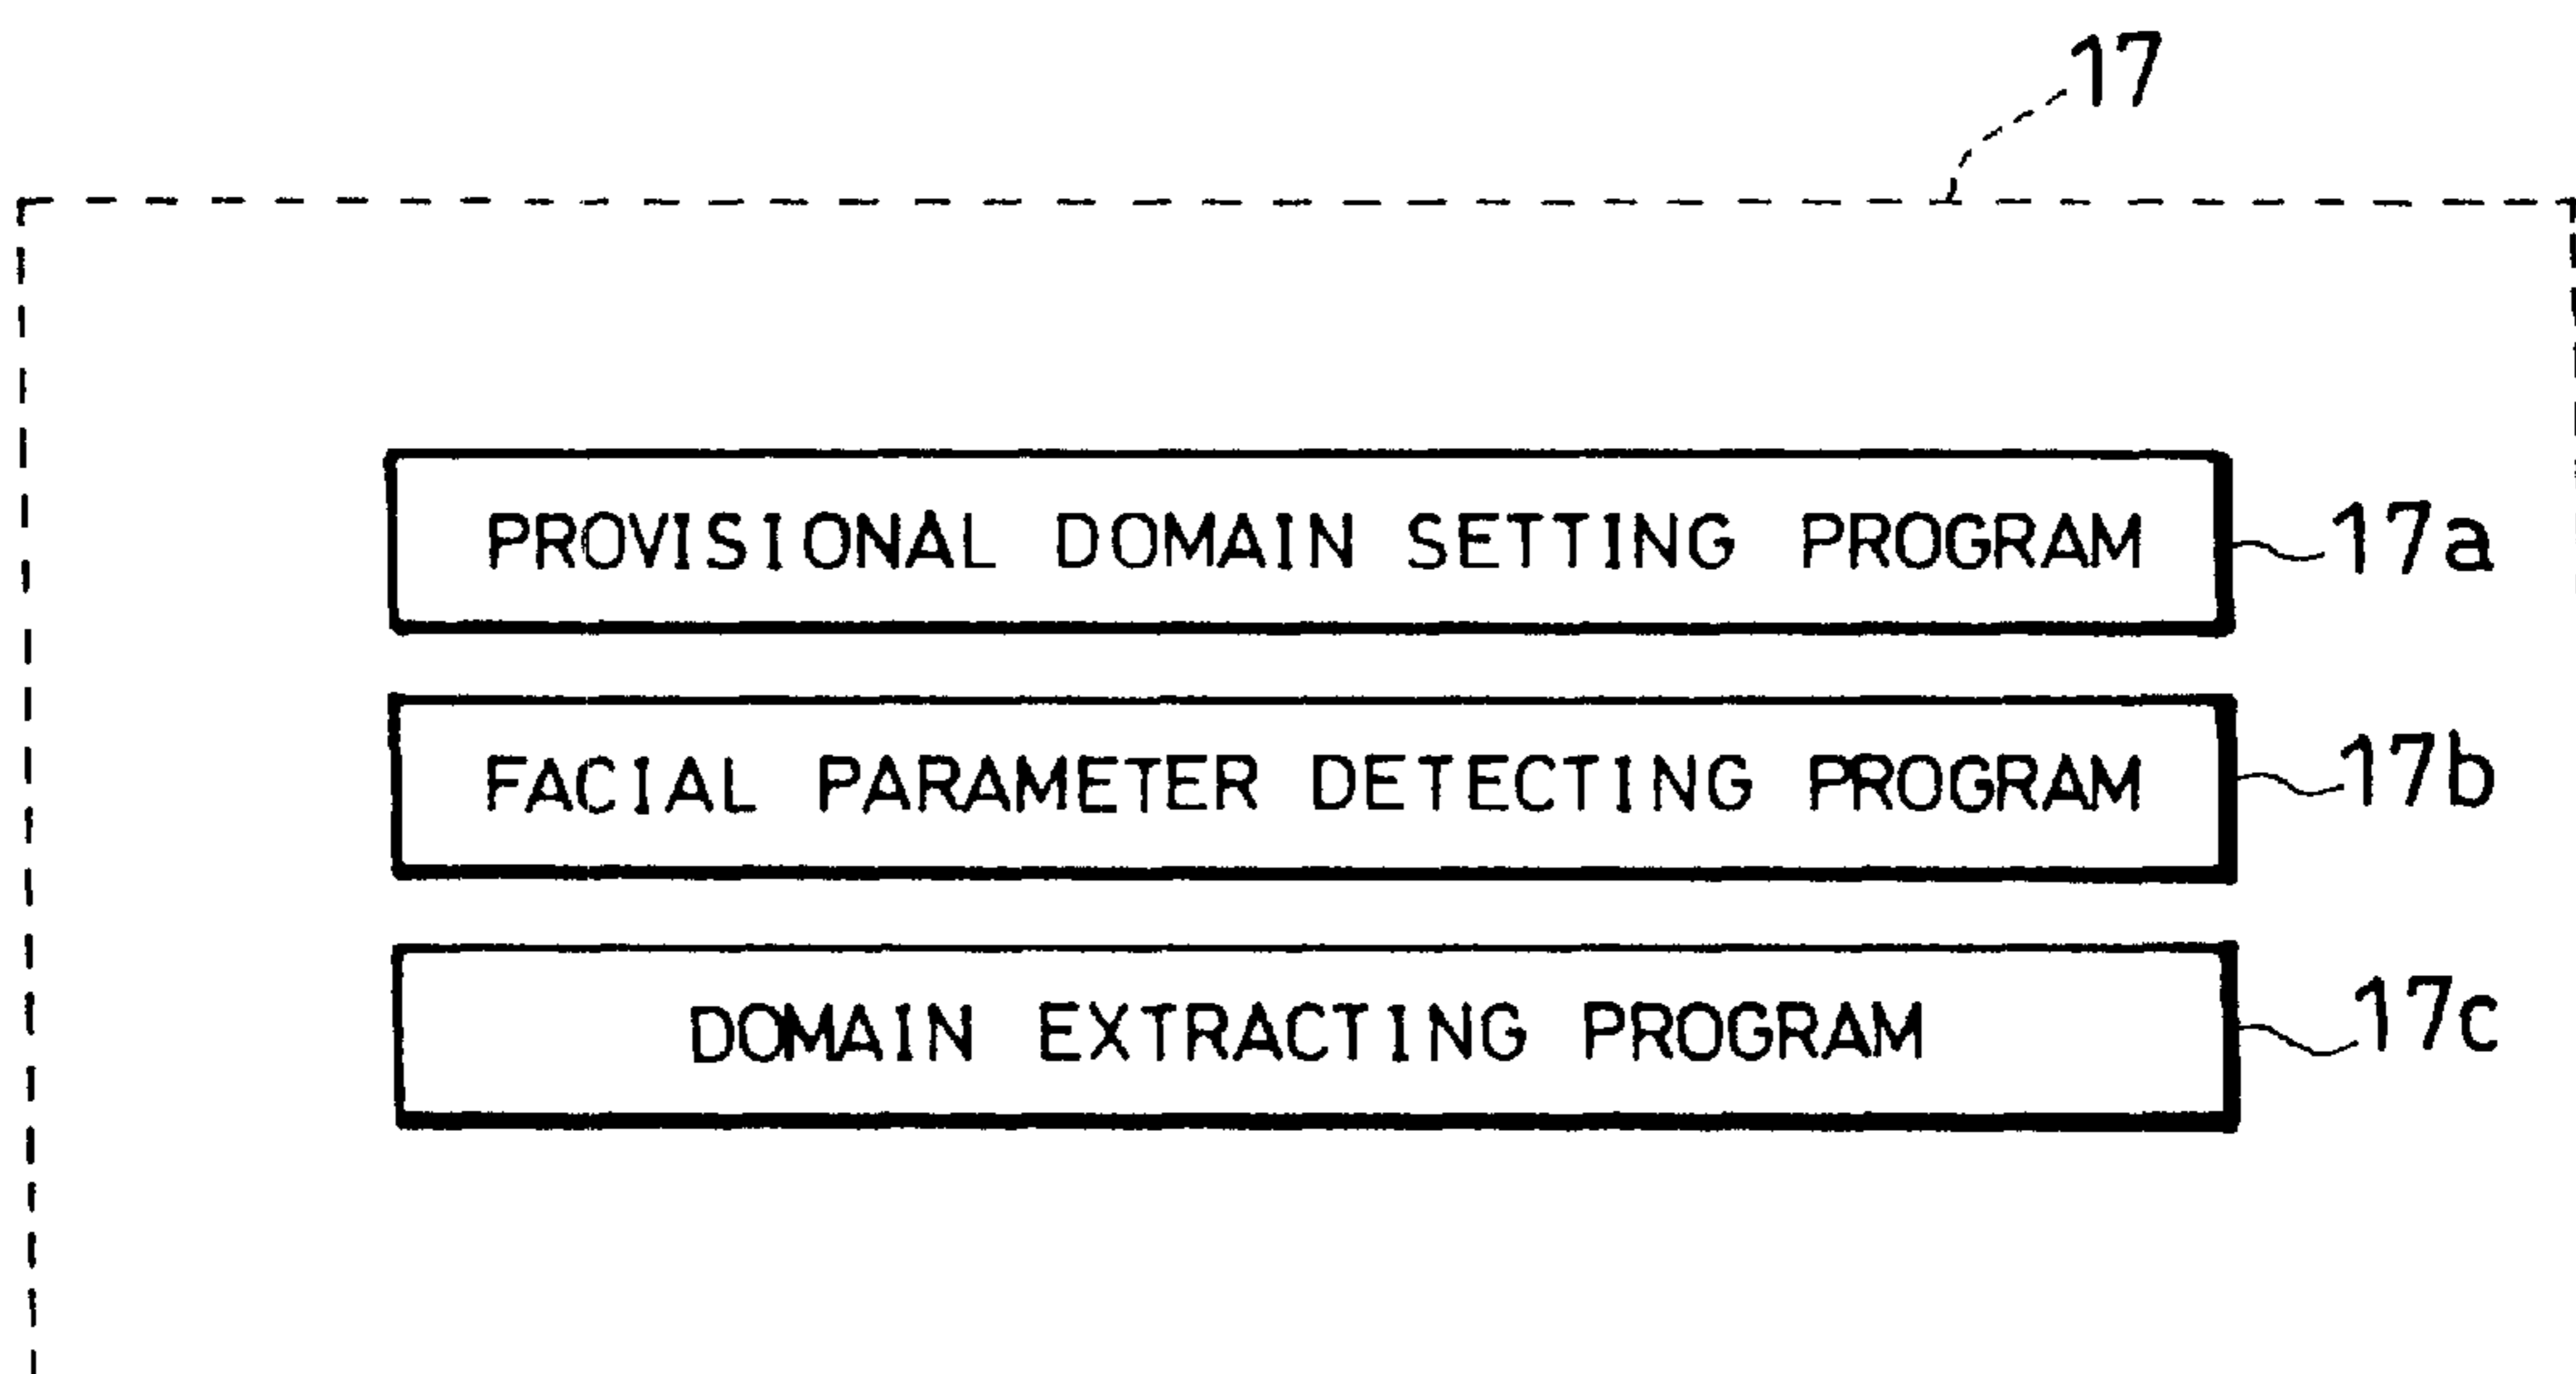 17
PROVISIONAL DOMAIN SETTING PROGRAM 17a
FACIAL PARAMETER DETECTING PROGRAM 17b
DOMAIN EXTRACTING PROGRAM 17c